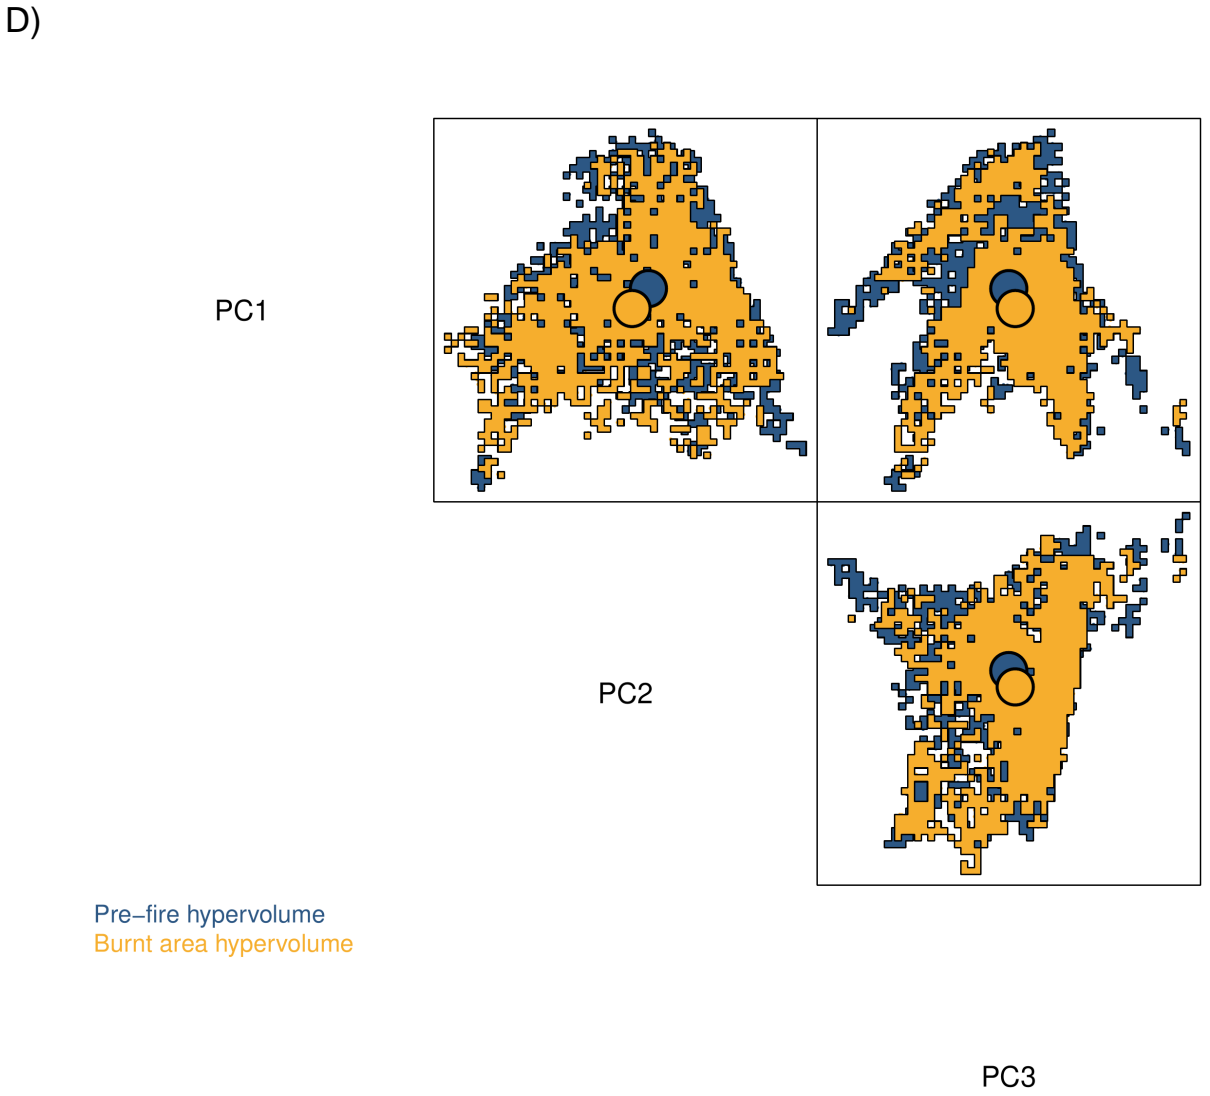 D)
PC1
PC2
Pre−fire hypervolume
Burnt area hypervolume
PC3